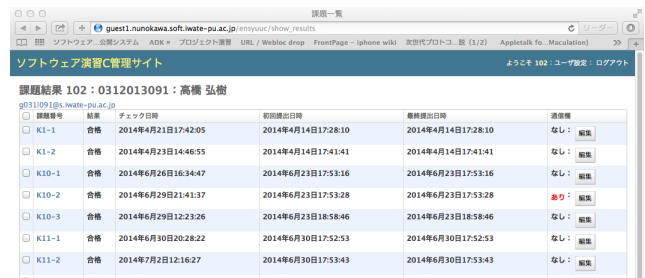 課題一覧
guest1.nunokawa.soft.iwate-pu.ac.jp/ensyuuc/show_results
リーダー
ソフトウェア...公開システム ADK プロジェクト演習 URL / Webloc drop FrontPage - iphone wiki 次世代プロトコ...説 (1/2) Appletalk fo...Maculation]
ソフトウェア演習C管理サイト
ようこそ 102：ユーザ設定：ログアウト
課題結果 102：0312013091：高橋 弘樹
g031l091@s.iwate-pu.ac.jp
課題番号 結果 チェック日時 初回提出日時 最終提出日時 通信欄
K1-1 合格 2014年4月21日17:42:05 2014年4月14日17:28:10 2014年4月14日17:28:10 なし： 編集
K1-2 合格 2014年4月23日14:46:55 2014年4月14日17:41:41 2014年4月14日17:41:41 なし： 編集
K10-1 合格 2014年6月26日16:34:47 2014年6月23日17:53:16 2014年6月23日17:53:16 なし： 編集
K10-2 合格 2014年6月29日21:41:37 2014年6月23日17:53:28 2014年6月23日17:53:28 あり： 編集
K10-3 合格 2014年6月29日12:23:26 2014年6月23日18:58:46 2014年6月23日18:58:46 なし： 編集
K11-1 合格 2014年6月30日20:28:22 2014年6月30日17:52:53 2014年6月30日17:52:53 なし： 編集
K11-2 合格 2014年7月2日12:16:27 2014年6月30日17:53:43 2014年6月30日17:53:43 なし： 編集